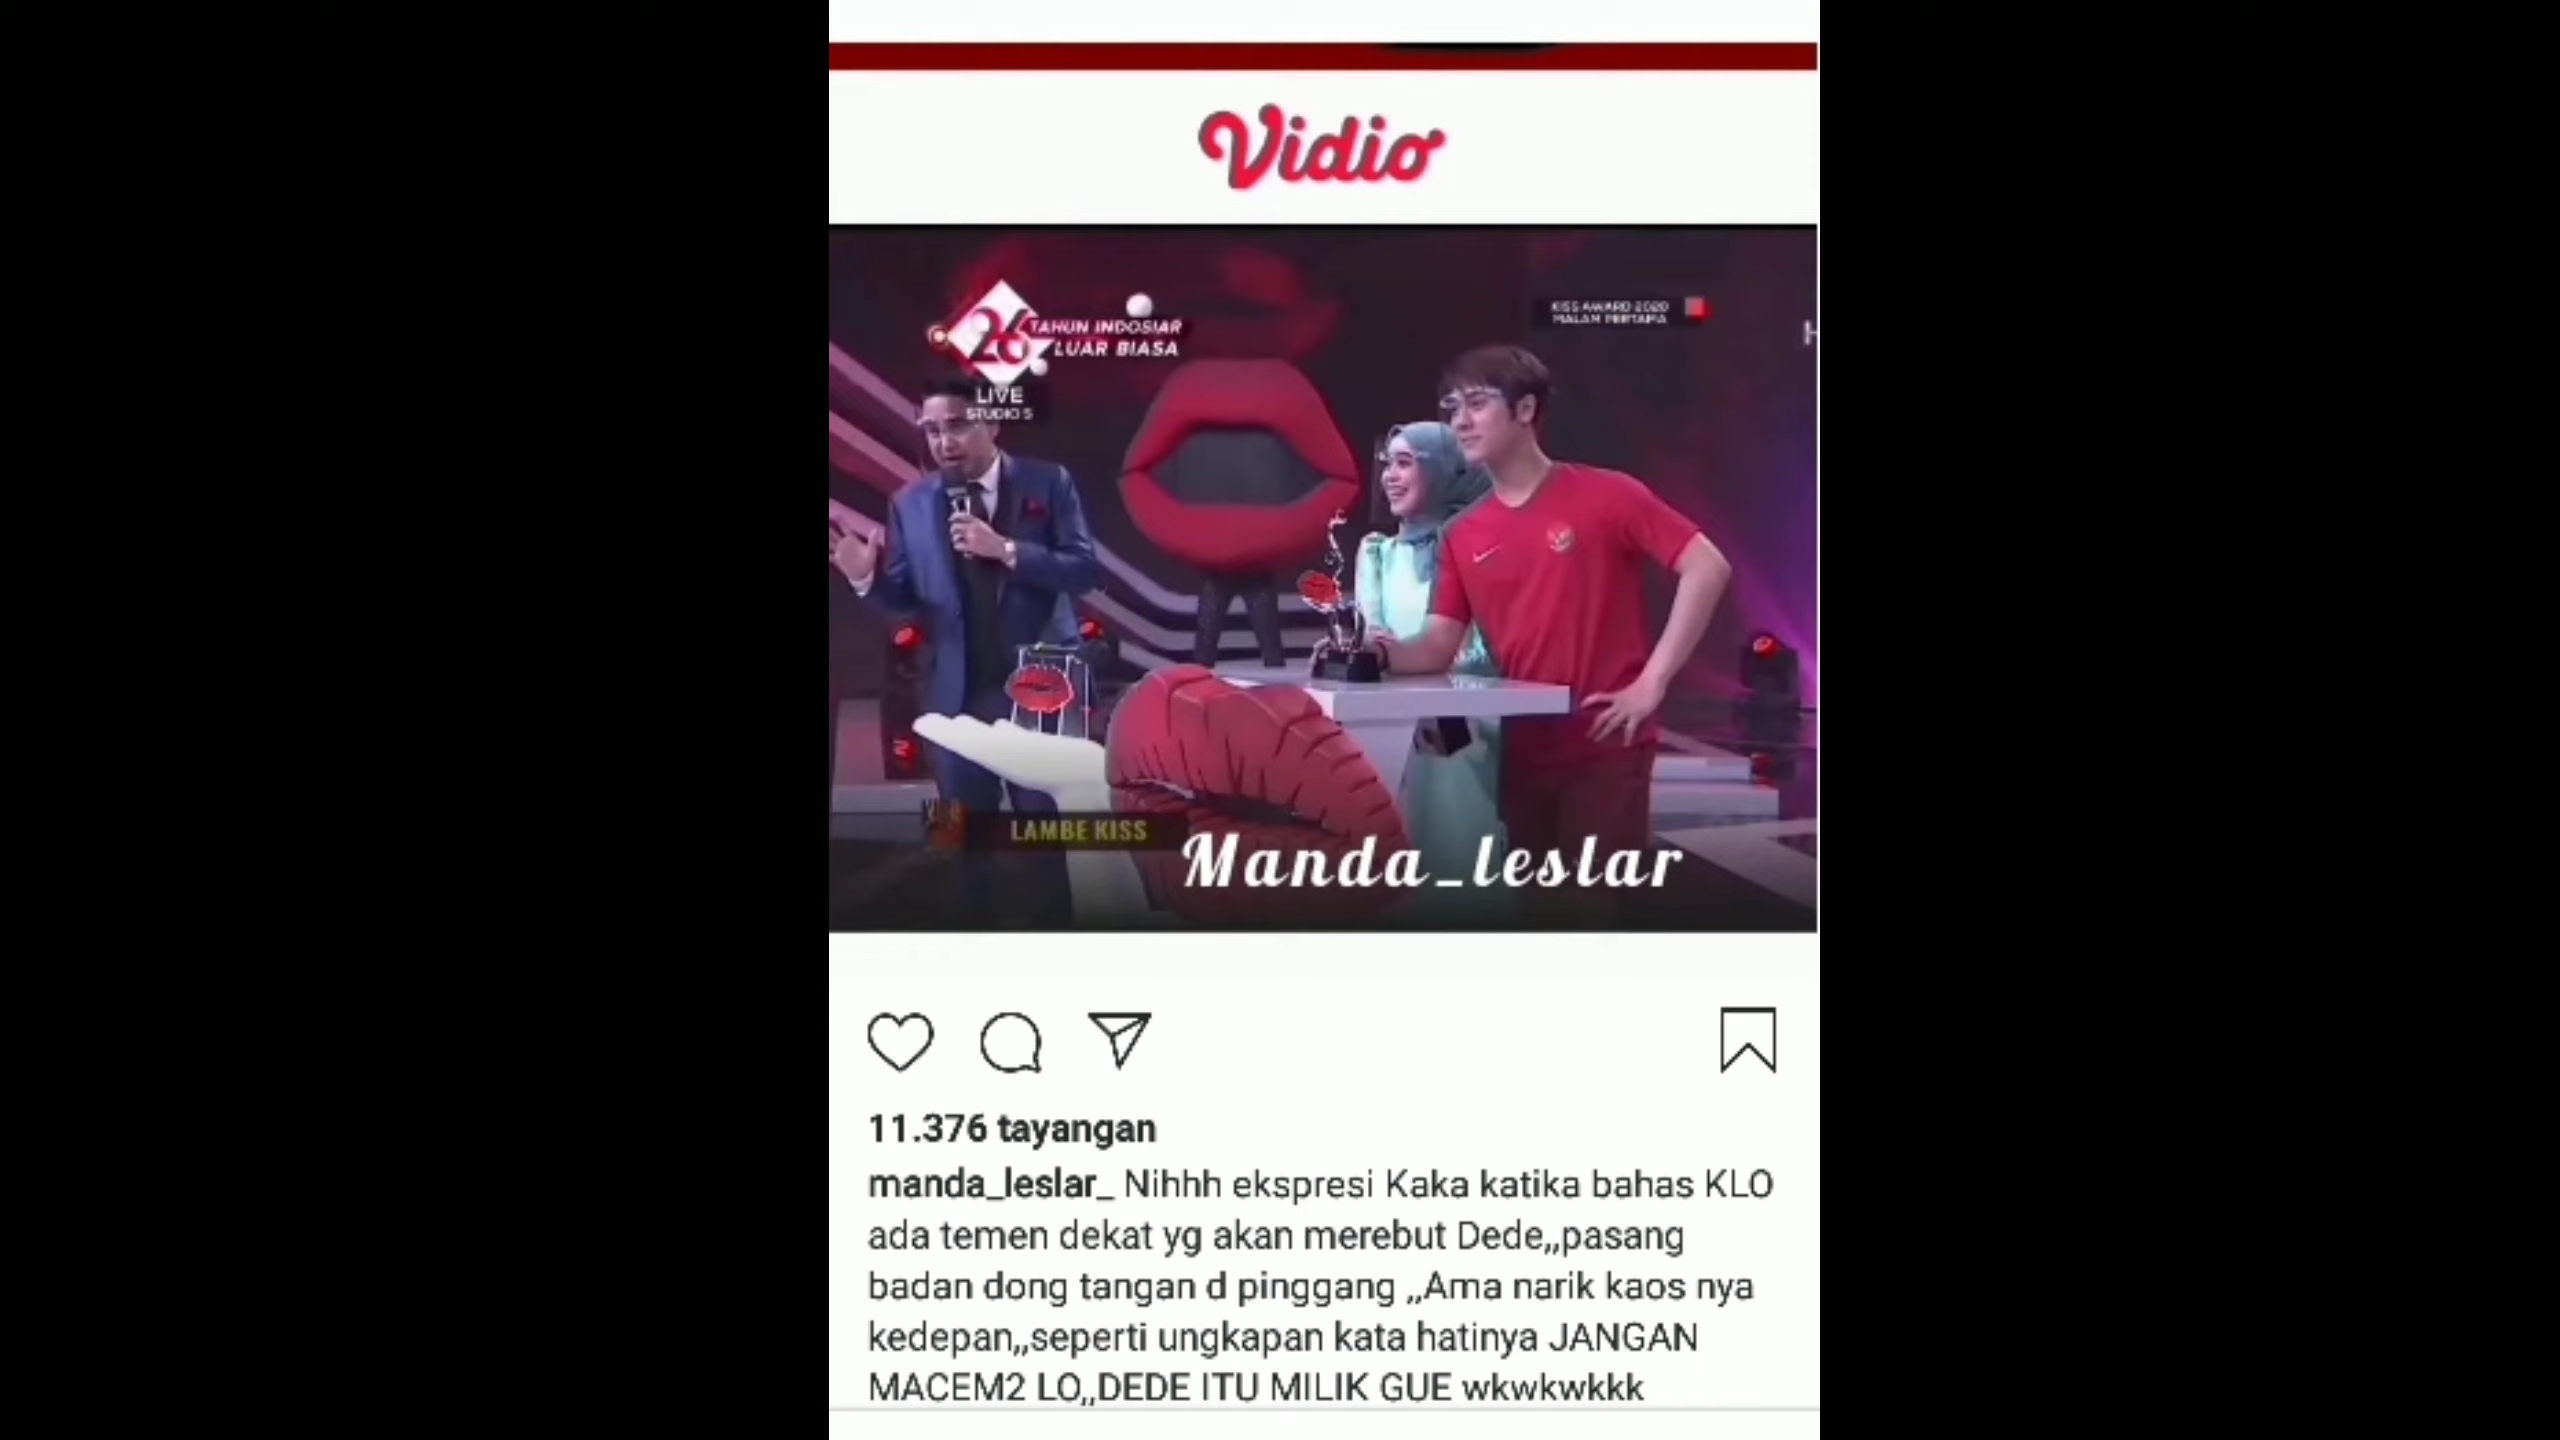 Vidio
26 TAHUN INDOSIAR
LUAR BIASA
KISS AWARD 2020
MALAM PERTAMA
LIVE
STUDIO 5
LAMBE KISS
Manda_leslar
11.376 tayangan
manda_leslar_ Nihhh ekspresi Kaka katika bahas KLO
ada temen dekat yg akan merebut Dede,,pasang
badan dong tangan d pinggang ,,Ama narik kaos nya
kedepan,,seperti ungkapan kata hatinya JANGAN
MACEM2 LO,,DEDE ITU MILIK GUE wkwkwkkk